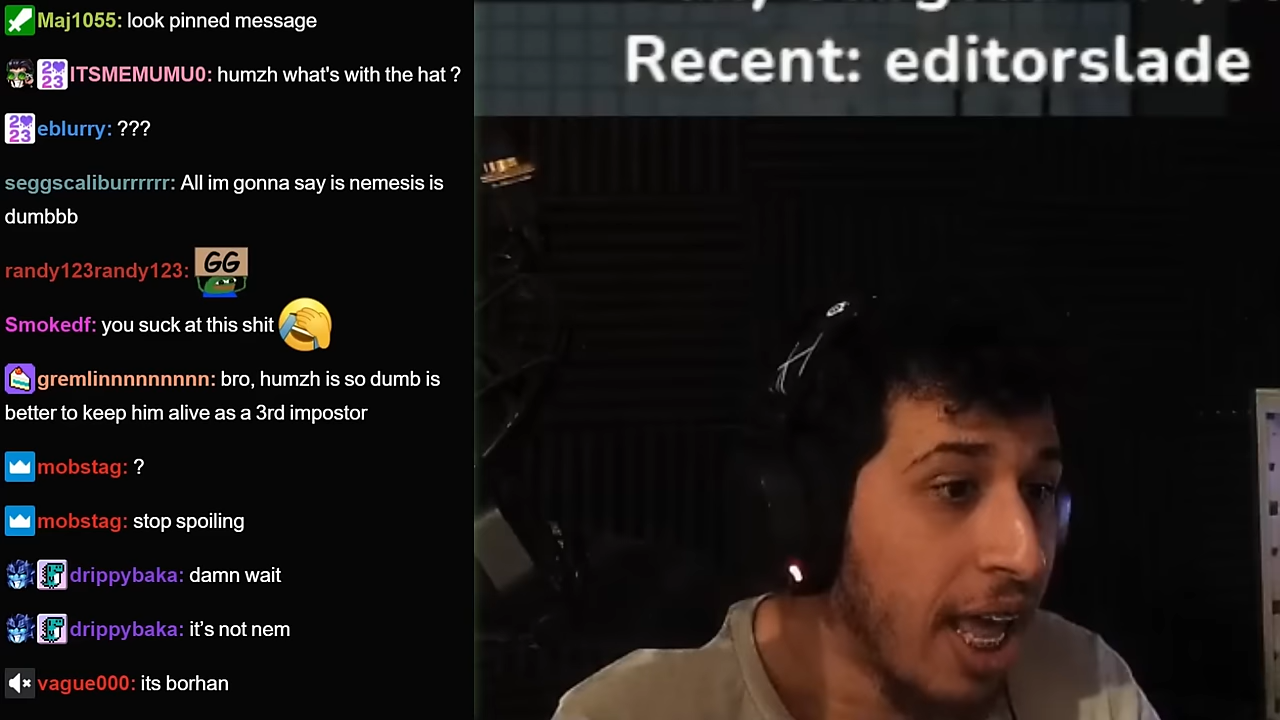 Maj1055: look pinned message
ITSMEMUMU0: humzh what's with the hat ?
eblurry: ???
seggscaliburrrrrr: All im gonna say is nemesis is
dumbbb
randy123randy123: GG
Smokedf: you suck at this shit
gremlinnnnnnnnn: bro, humzh is so dumb is
better to keep him alive as a 3rd impostor
mobstag: ?
mobstag: stop spoiling
drippybaka: damn wait
drippybaka: it’s not nem
vague000: its borhan
Recent: editorslade